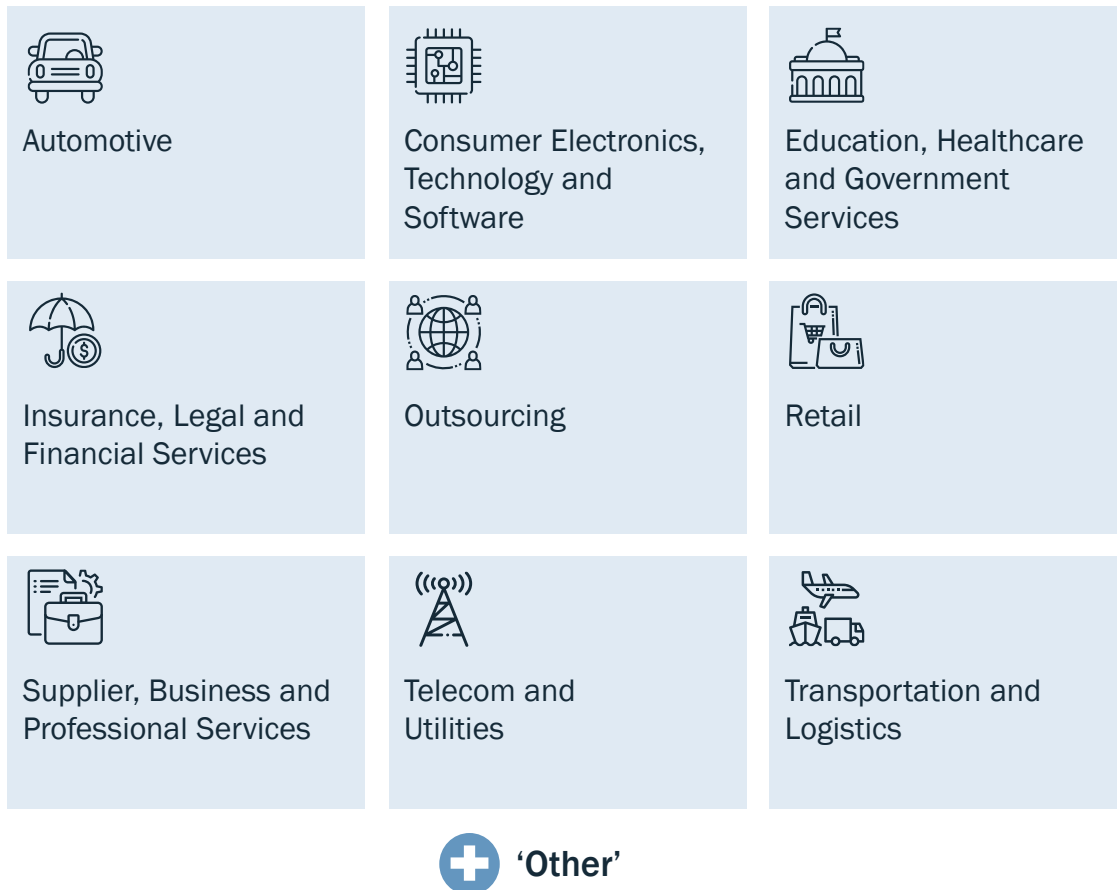 Automotive
Consumer Electronics,
Technology and
Software
Education, Healthcare
and Government
Services
Insurance, Legal and
Financial Services
$
Outsourcing
Retail
Supplier, Business and
Professional Services
Telecom and
Utilities
Transportation and
Logistics
‘Other’